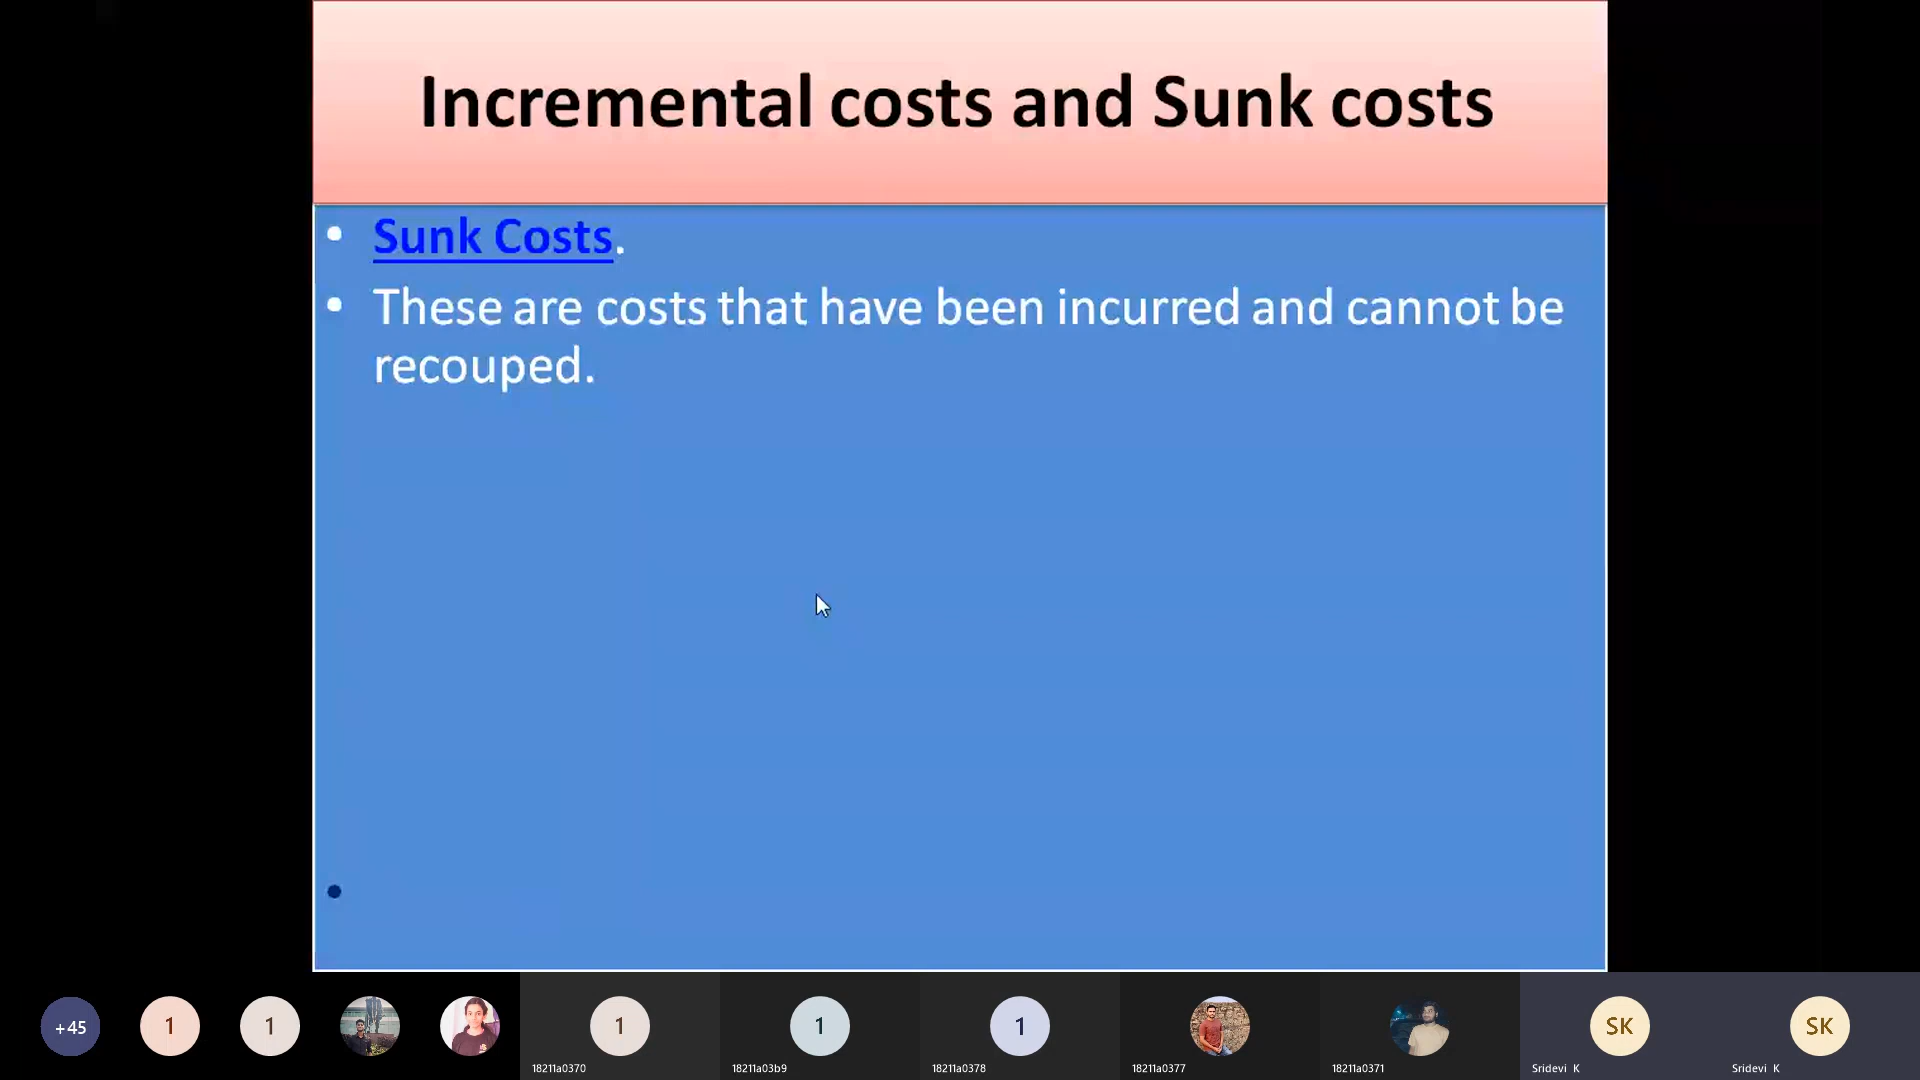 Incremental costs and Sunk costs
Sunk Costs.
These are costs that have been incurred and cannot be
recouped.
+45
1
1
1
1
1
SK
SK
18211a0370
18211a03b9
18211a0378
18211a0377
18211a0371
Sridevi K
Sridevi K